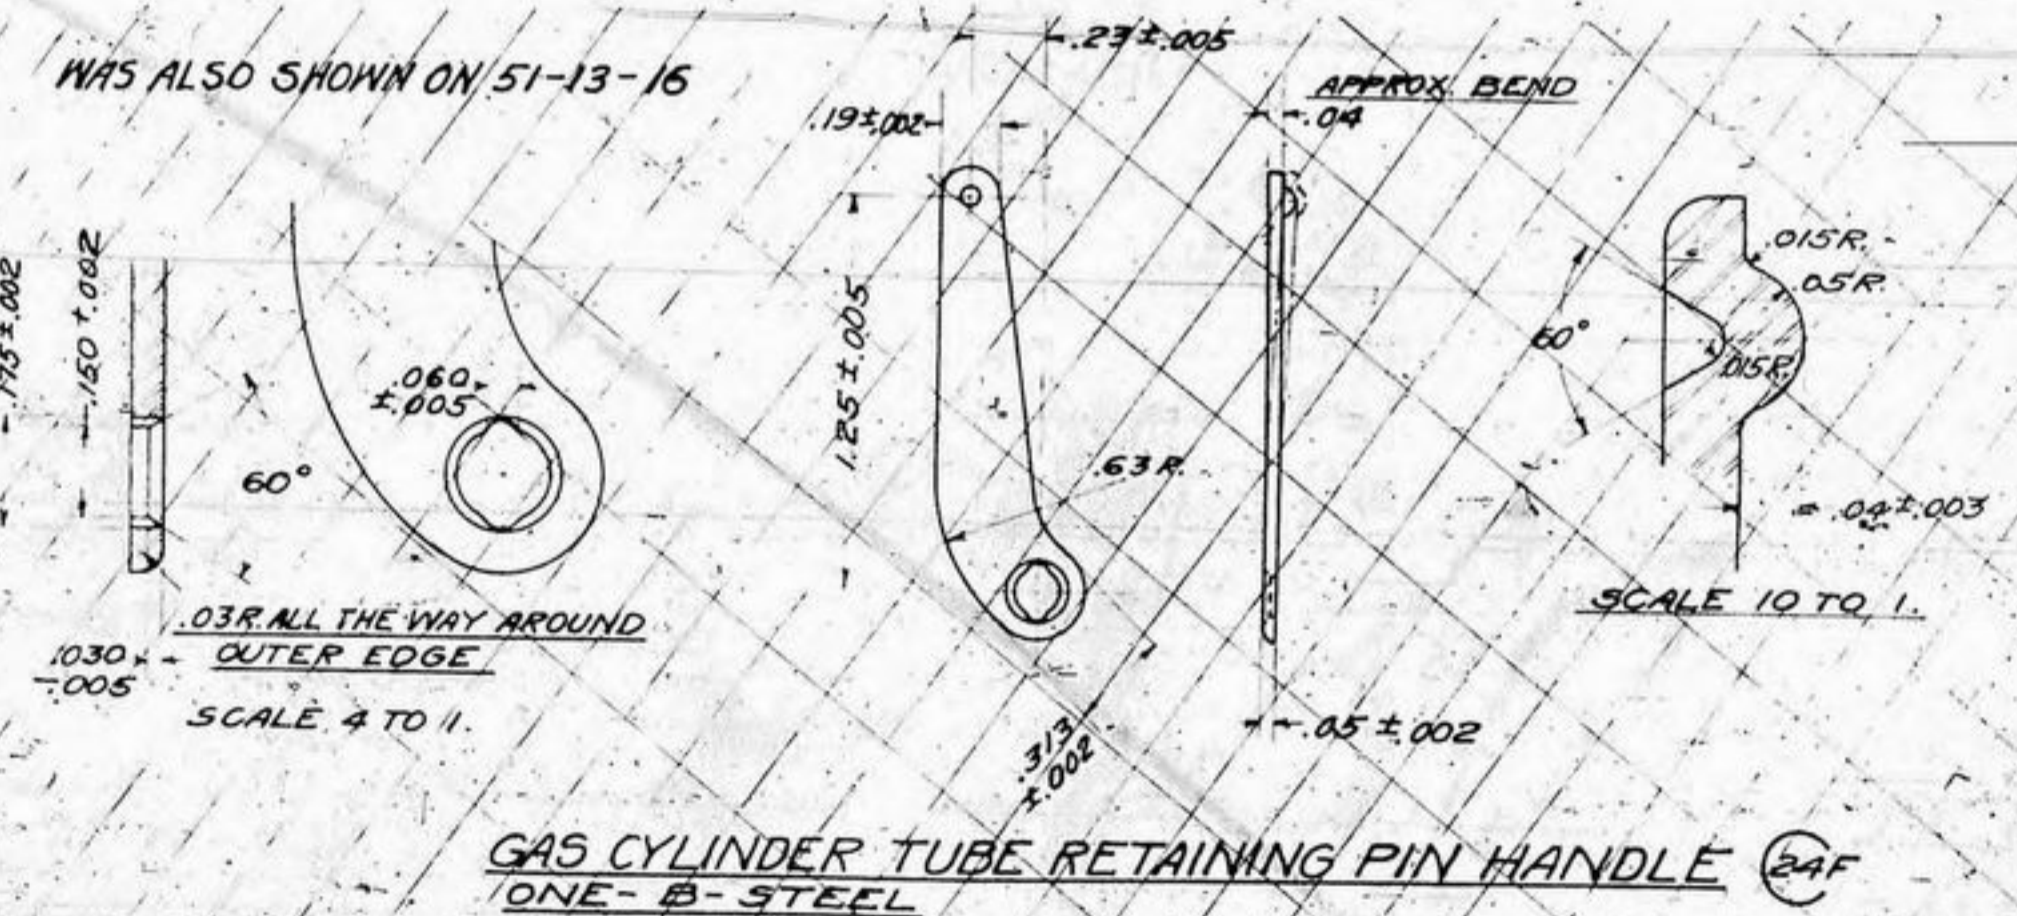 WAS ALSO SHOWN ON 51-13-16
.23±.005
APPROX. BEND
.04
.19±.002
.015R.
.05R.
60°
.015R.
.04±.003
SCALE 10 TO 1.
.175±.002
.150+.002
.060
±.005
60°
1.25±.005
.63R.
.03R. ALL THE WAY AROUND
OUTER EDGE
.030
-.005
SCALE 4 TO 1.
.313
±.002
.05±.002
GAS CYLINDER TUBE RETAINING PIN HANDLE 24F
ONE-B-STEEL